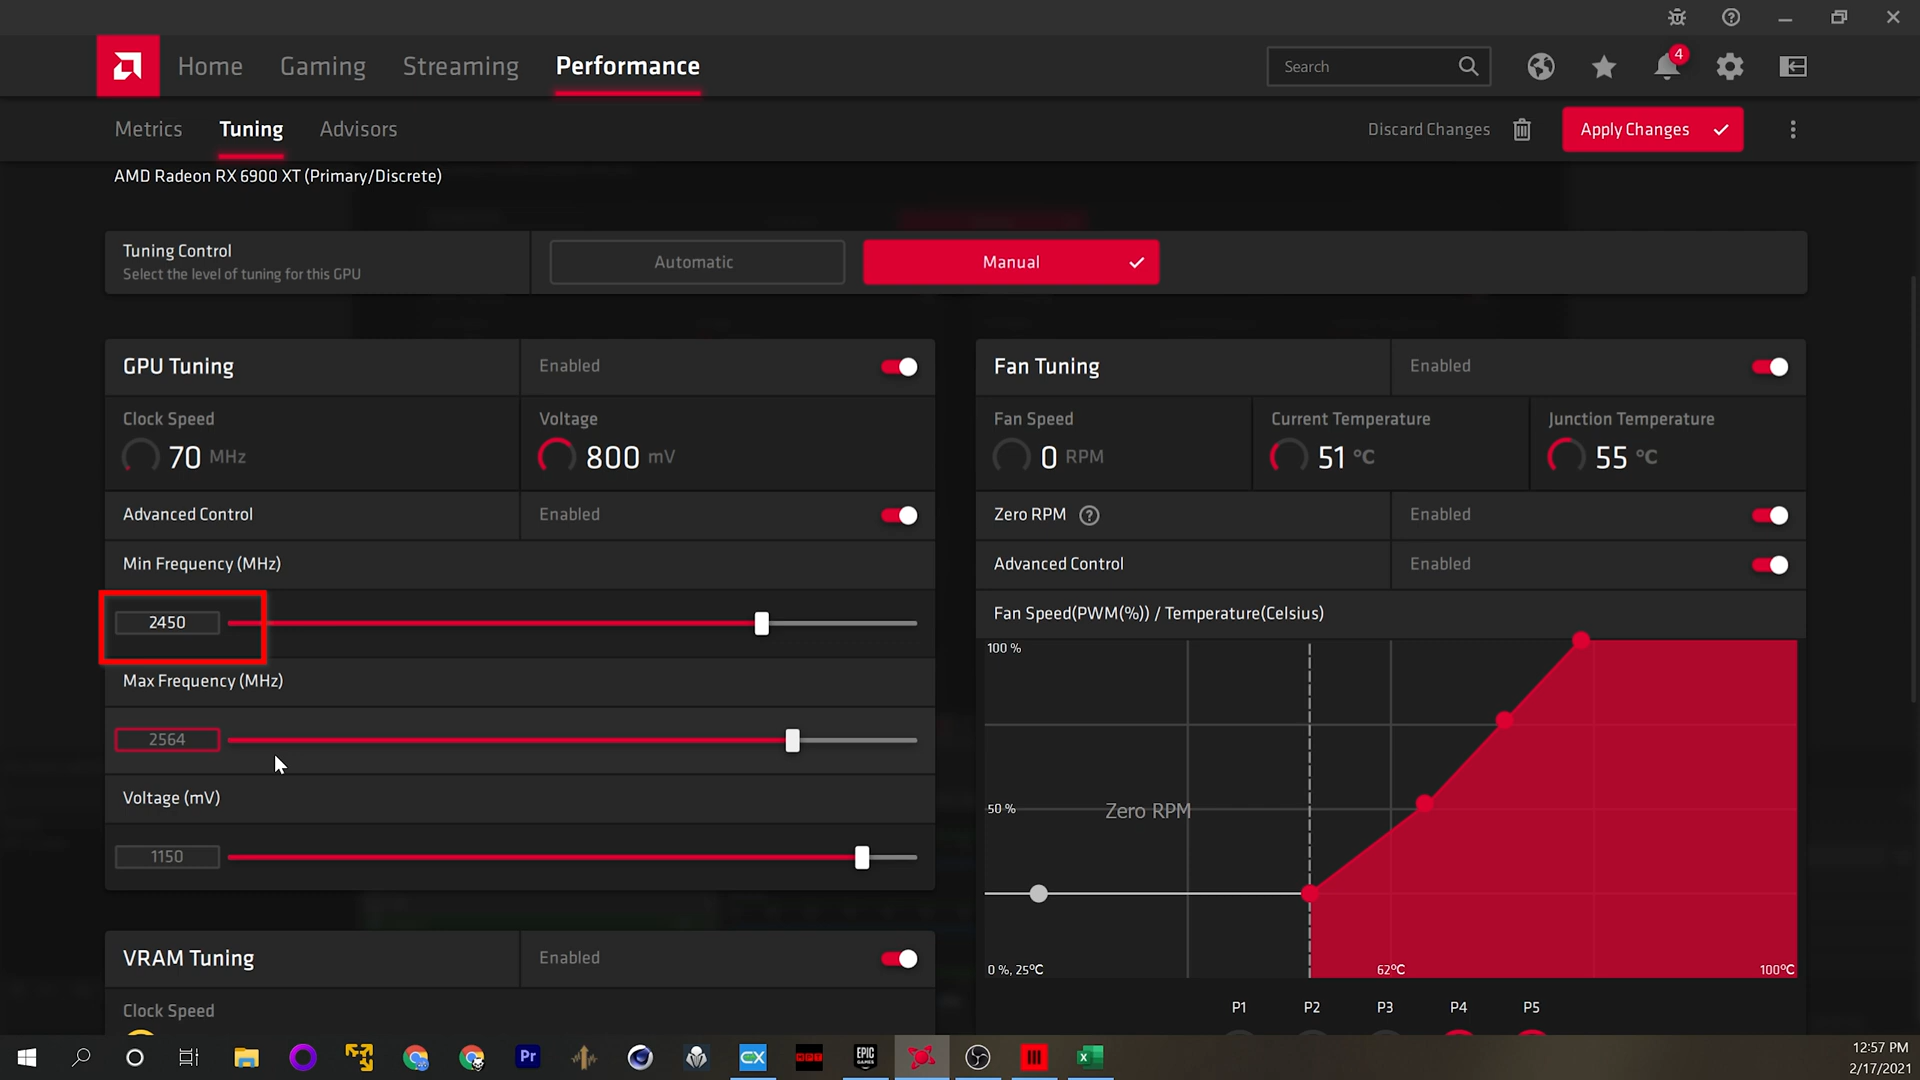 Home Gaming Streaming Performance
Search
4
Metrics Tuning Advisors
Discard Changes
Apply Changes
AMD Radeon RX 6900 XT (Primary/Discrete)
Tuning Control
Select the level of tuning for this GPU
Automatic
Manual
GPU Tuning
Enabled
Clock Speed
70 MHz
Voltage
800 mV
Advanced Control
Enabled
Min Frequency (MHz)
2450
Max Frequency (MHz)
2564
Voltage (mV)
1150
VRAM Tuning
Enabled
Clock Speed
Fan Tuning
Enabled
Fan Speed
0 RPM
Current Temperature
51 °C
Junction Temperature
55 °C
Zero RPM ?
Enabled
Advanced Control
Enabled
Fan Speed(PWM(%)) / Temperature(Celsius)
100 %
50 %
Zero RPM
0 %, 25°C
62°C
100°C
P1 P2 P3 P4 P5
Pr
CX
MPT
EPIC
GAMES
X
12:57 PM
2/17/2021